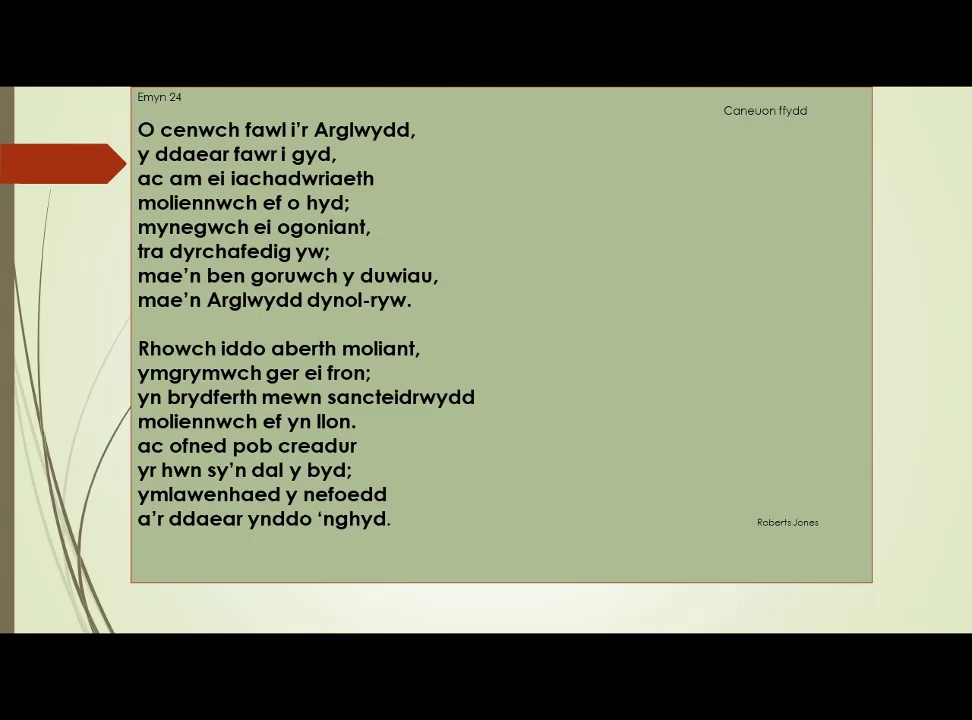 Emyn 24
Caneuon ffydd
O cenwch fawl i’r Arglwydd,
y ddaear fawr i gyd,
ac am ei iachadwriaeth
moliennwch ef o hyd;
mynegwch ei ogoniant,
tra dyrchafedig yw;
mae’n ben goruwch y duwiau,
mae’n Arglwydd dynol-ryw.
Rhowch iddo aberth moliant,
ymgrymwch ger ei fron;
yn brydferth mewn sancteidrwydd
moliennwch ef yn llon.
ac ofned pob creadur
yr hwn sy’n dal y byd;
ymlawenhaed y nefoedd
a’r ddaear ynddo ‘nghyd.
Roberts Jones